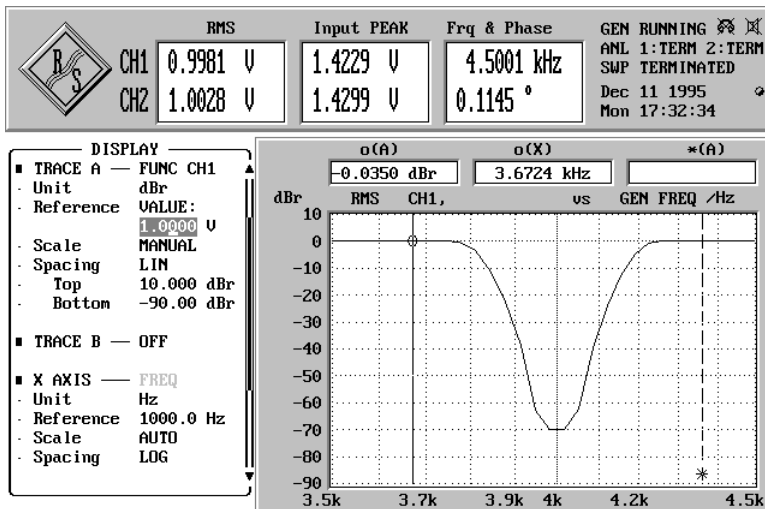 RMS Input PEAK Frq & Phase
GEN RUNNING
R S
CH1 0.9981 V 1.4229 V 4.5001 kHz
ANL 1:TERM 2:TERM
SWP TERMINATED
CH2 1.0028 V 1.4299 V 0.1145 °
Dec 11 1995
Mon 17:32:34
DISPLAY
TRACE A — FUNC CH1
Unit dBr
Reference VALUE:
1.0000 V
Scale MANUAL
Spacing LIN
Top 10.000 dBr
Bottom -90.00 dBr
TRACE B — OFF
X AXIS — FREQ
Unit Hz
Reference 1000.0 Hz
Scale AUTO
Spacing LOG
o(A) o(X) *(A)
-0.0350 dBr 3.6724 kHz
dBr RMS CH1, vs GEN FREQ /Hz
10
0
-10
-20
-30
-40
-50
-60
-70
-80
-90
3.5k 3.7k 3.9k 4k 4.2k 4.5k